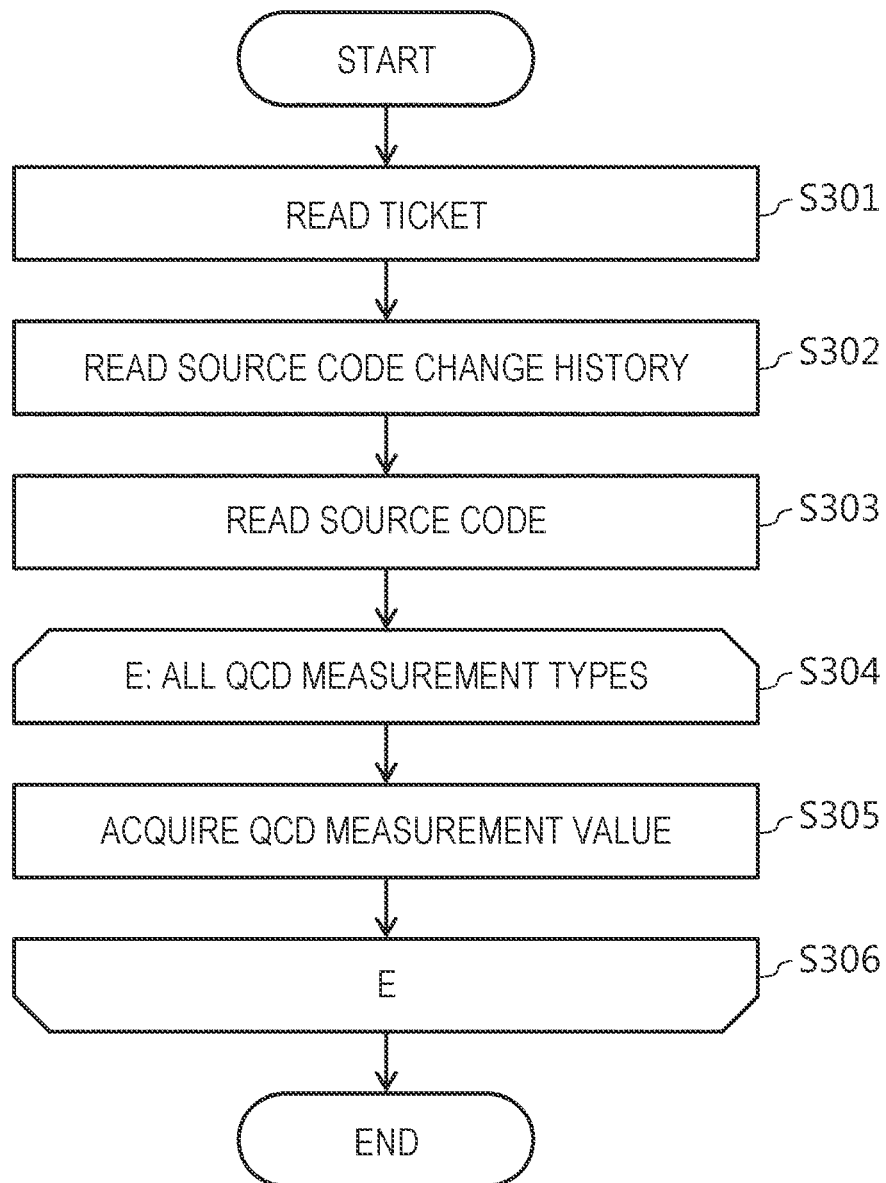 START
READ TICKET
S301
READ SOURCE CODE CHANGE HISTORY
S302
READ SOURCE CODE
S303
E: ALL QCD MEASUREMENT TYPES
S304
ACQUIRE QCD MEASUREMENT VALUE
S305
E
S306
END